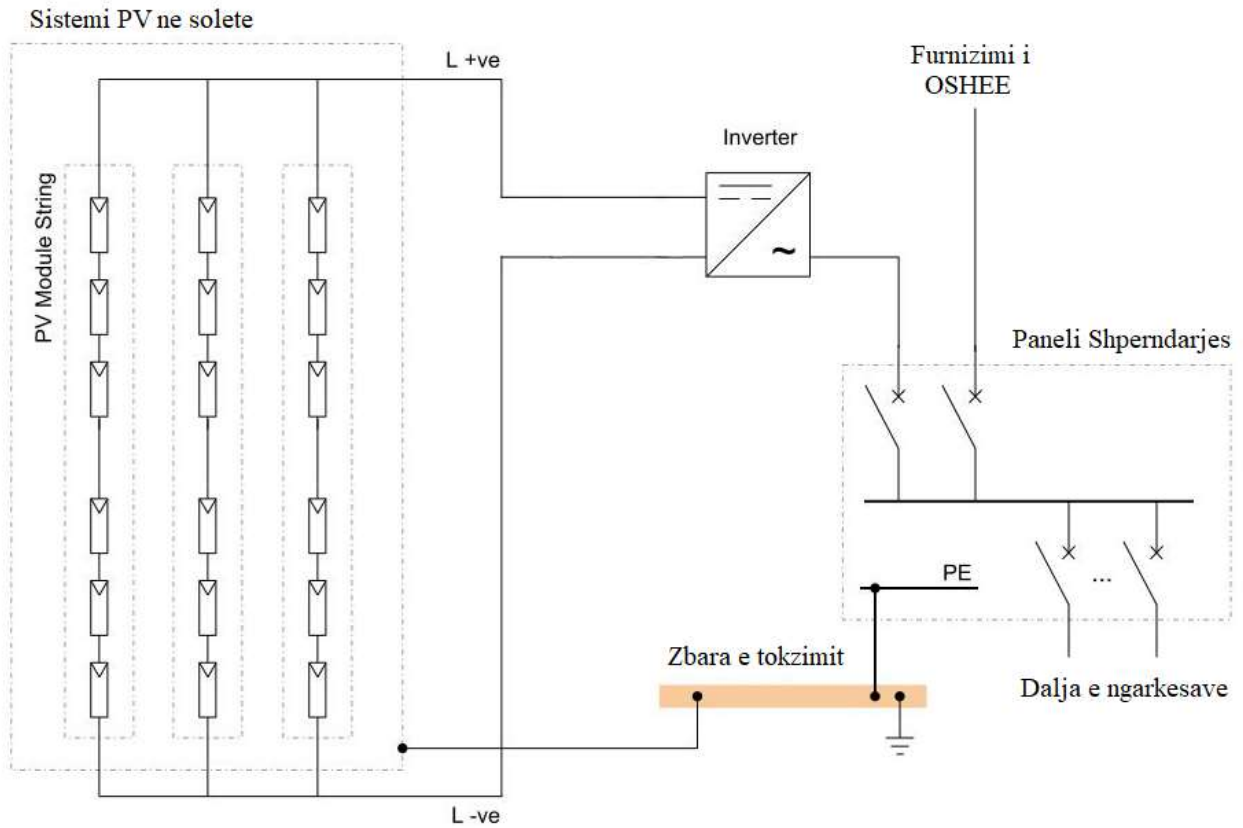 Sistemi PV ne solete
L +ve
Furnizimi i
OSHEE
Inverter
PV Module String
~
Paneli Shperndarjes
PE
...
Zbara e tokzimit
Dalja e ngarkesave
L -ve